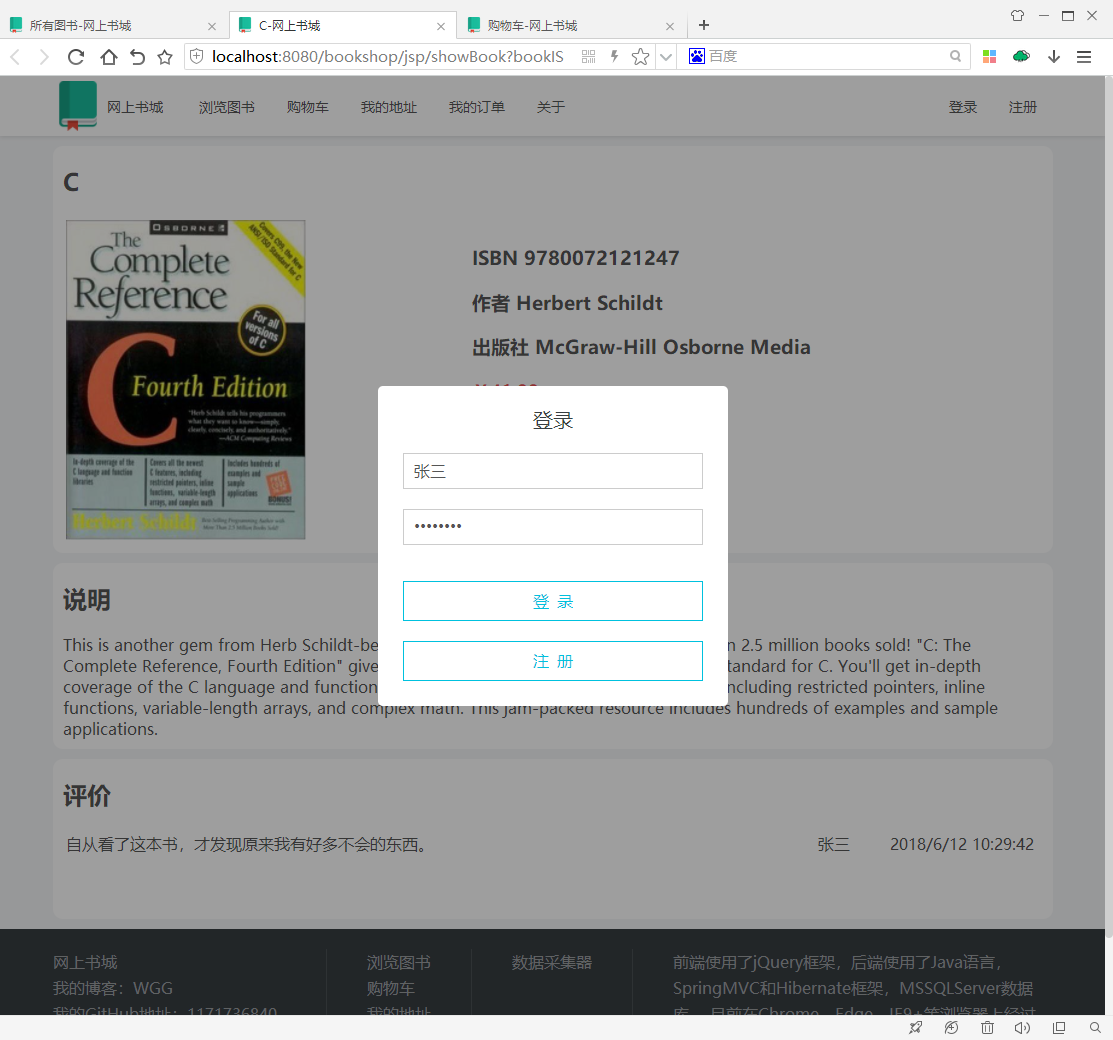 所有图书-网上书城
C-网上书城
购物车-网上书城
localhost:8080/bookshop/jsp/showBook?bookIS
百度
网上书城 浏览图书 购物车 我的地址 我的订单 关于 登录 注册
C
OSBORNE
Covers C99, the New ANSI/ISO Standard for C
The
Complete
Reference
For all
versions
of C
C
Fourth Edition
"Herb Schildt tells his programmers
what they want to know—simply,
clearly, concisely, and authoritatively."
—ACM Computing Reviews
In-depth coverage of the
C language and function
libraries
Covers all the newest
C features, including
restricted pointers, inline
functions, variable-length
arrays, and complex math
Includes hundreds of
examples and sample
applications
Herbert Schildt
ISBN 9780072121247
作者 Herbert Schildt
出版社 McGraw-Hill Osborne Media
登录
张三
••••••••
登 录
注 册
说明
This is another gem from Herb Schildt-be n 2.5 million books sold! "C: The
Complete Reference, Fourth Edition" give tandard for C. You'll get in-depth
coverage of the C language and function ncluding restricted pointers, inline
functions, variable-length arrays, and complex math. This jam-packed resource includes hundreds of examples and sample
applications.
评价
自从看了这本书，才发现原来我有好多不会的东西。 张三 2018/6/12 10:29:42
网上书城
我的博客：WGG
我的GitHub地址：1171736840
浏览图书
购物车
我的地址
数据采集器
前端使用了jQuery框架，后端使用了Java语言，
SpringMVC和Hibernate框架，MSSQLServer数据
库。 目前在Chrome、Edge、IE9+等浏览器上经过